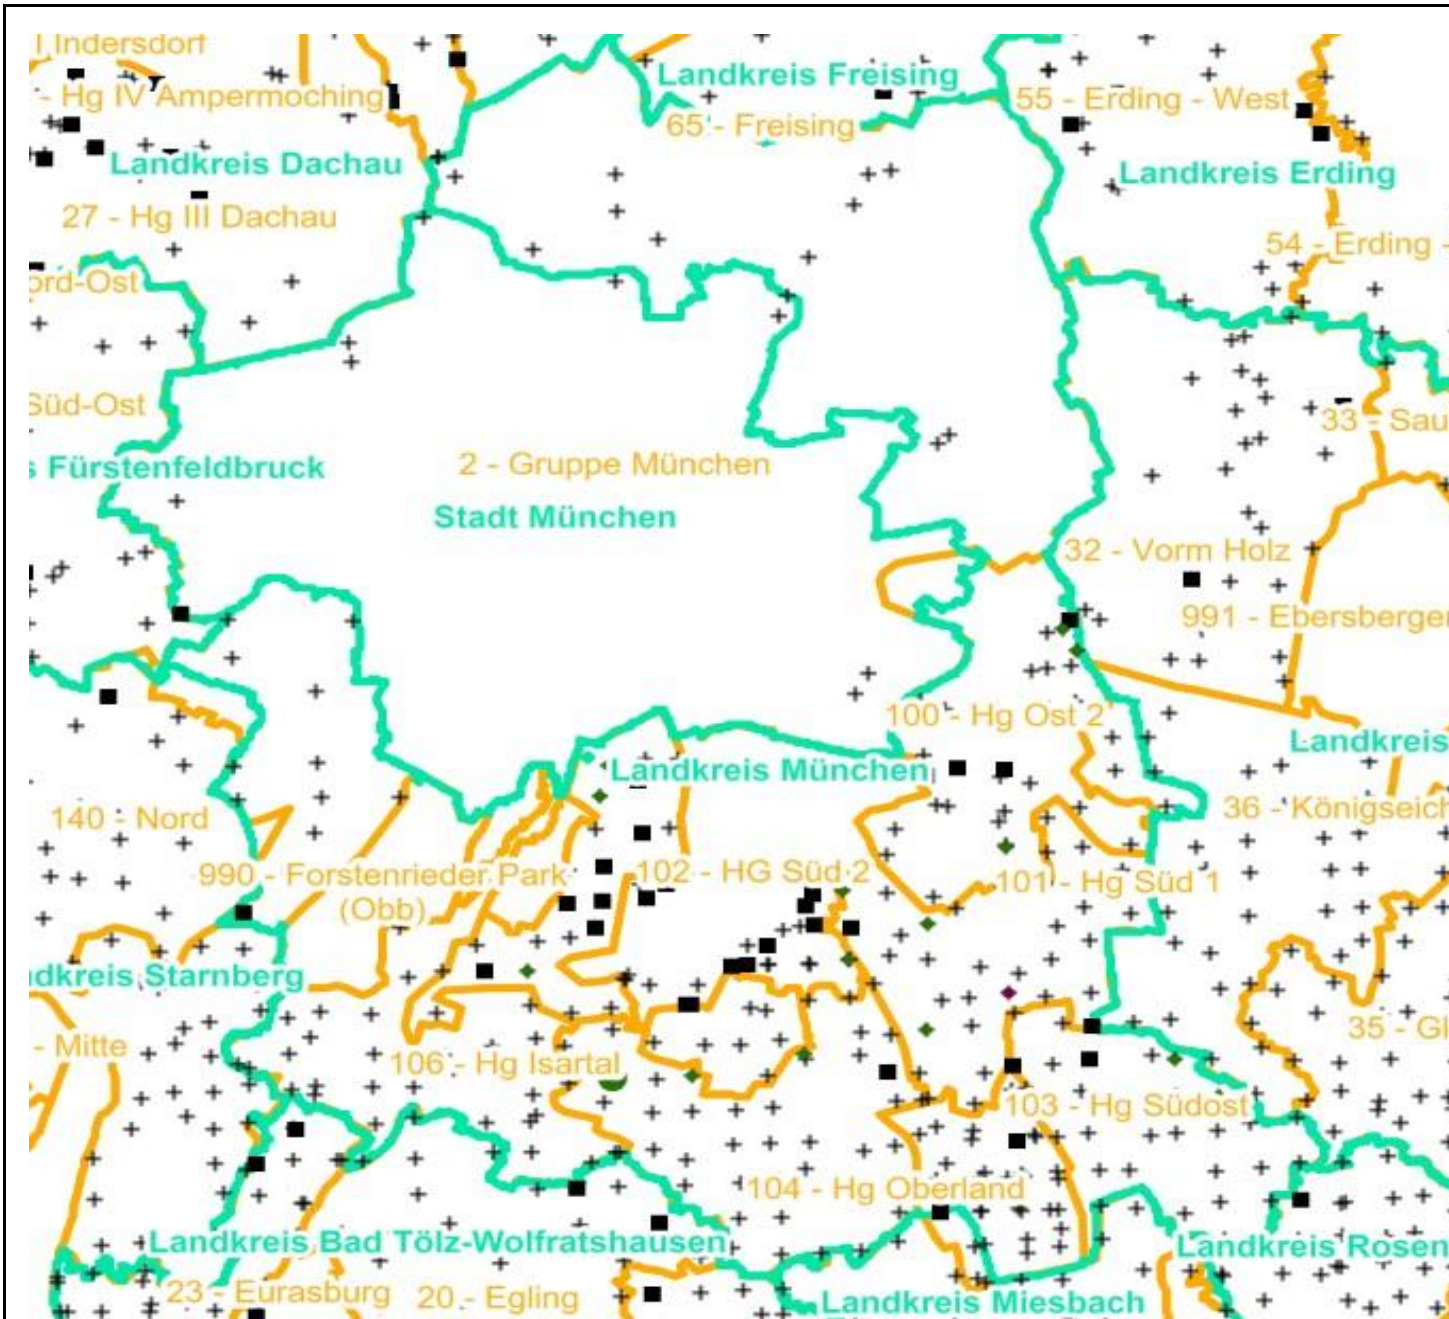 Indersdorf
Landkreis Freising
- Hg IV Ampermoching
55 - Erding - West
65 - Freising
Landkreis Dachau
Landkreis Erding
27 - Hg III Dachau
54 - Erding -
ord-Ost
Süd-Ost
33 - Sau
s Fürstenfeldbruck
2 - Gruppe München
Stadt München
32 - Vorm Holz
991 - Ebersberger
100 - Hg Ost 2
Landkreis
Landkreis München
36 - Königseich
140 - Nord
990 - Forstenrieder Park
(Obb)
102 - HG Süd 2
101 - Hg Süd 1
ndkreis Starnberg
35 - Gl
- Mitte
106 - Hg Isartal
103 - Hg Südost
104 - Hg Oberland
Landkreis Bad Tölz-Wolfratshausen
Landkreis Rosen
23 - Eurasburg
20 - Egling
Landkreis Miesbach